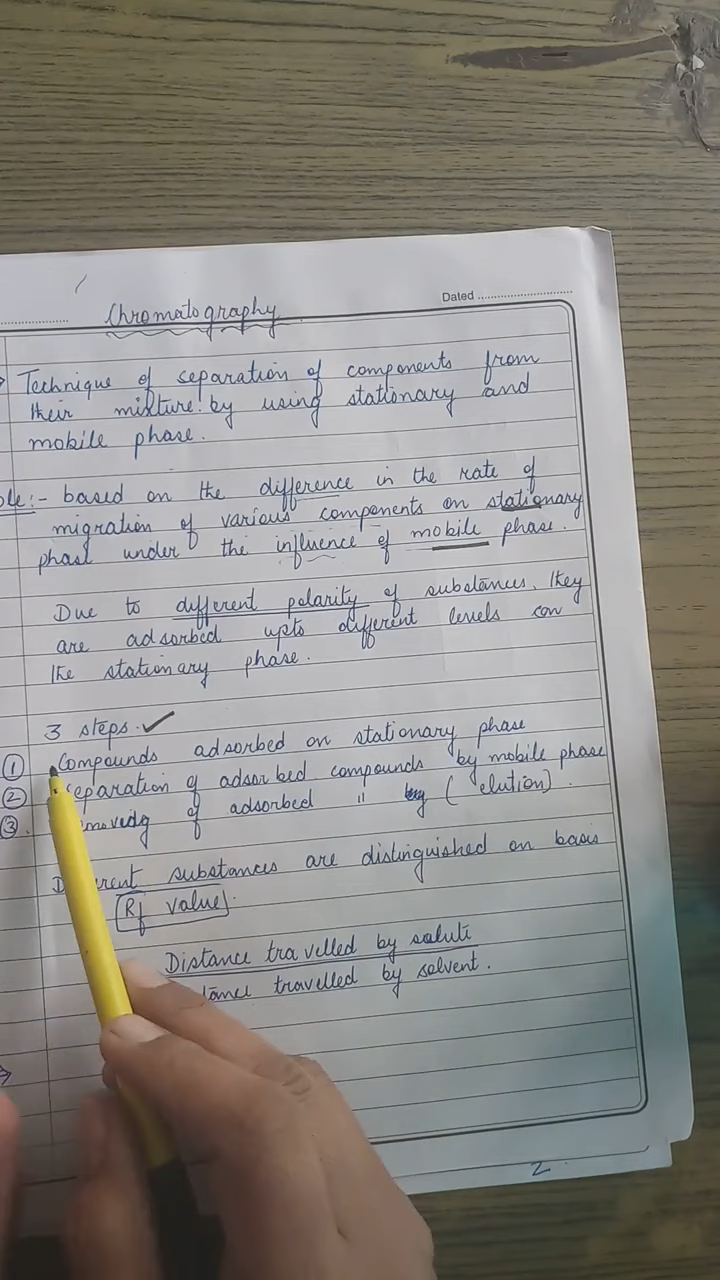 Dated
Chromatography
Technique of separation of components from
their mixture by using stationary and
mobile phase.
ple:- based on the difference in the rate of
migration of various components on stationary
phase under the influence of mobile phase.
Due to different polarity of substances, they
are adsorbed upto different levels on
the stationary phase.
3 steps.
① Compounds adsorbed on stationary phase
② Separation of adsorbed compounds by mobile phase
③ of adsorbed " (elution).
substances are distinguished on basis
Rf value.
Distance travelled by solute
travelled by solvent.
2